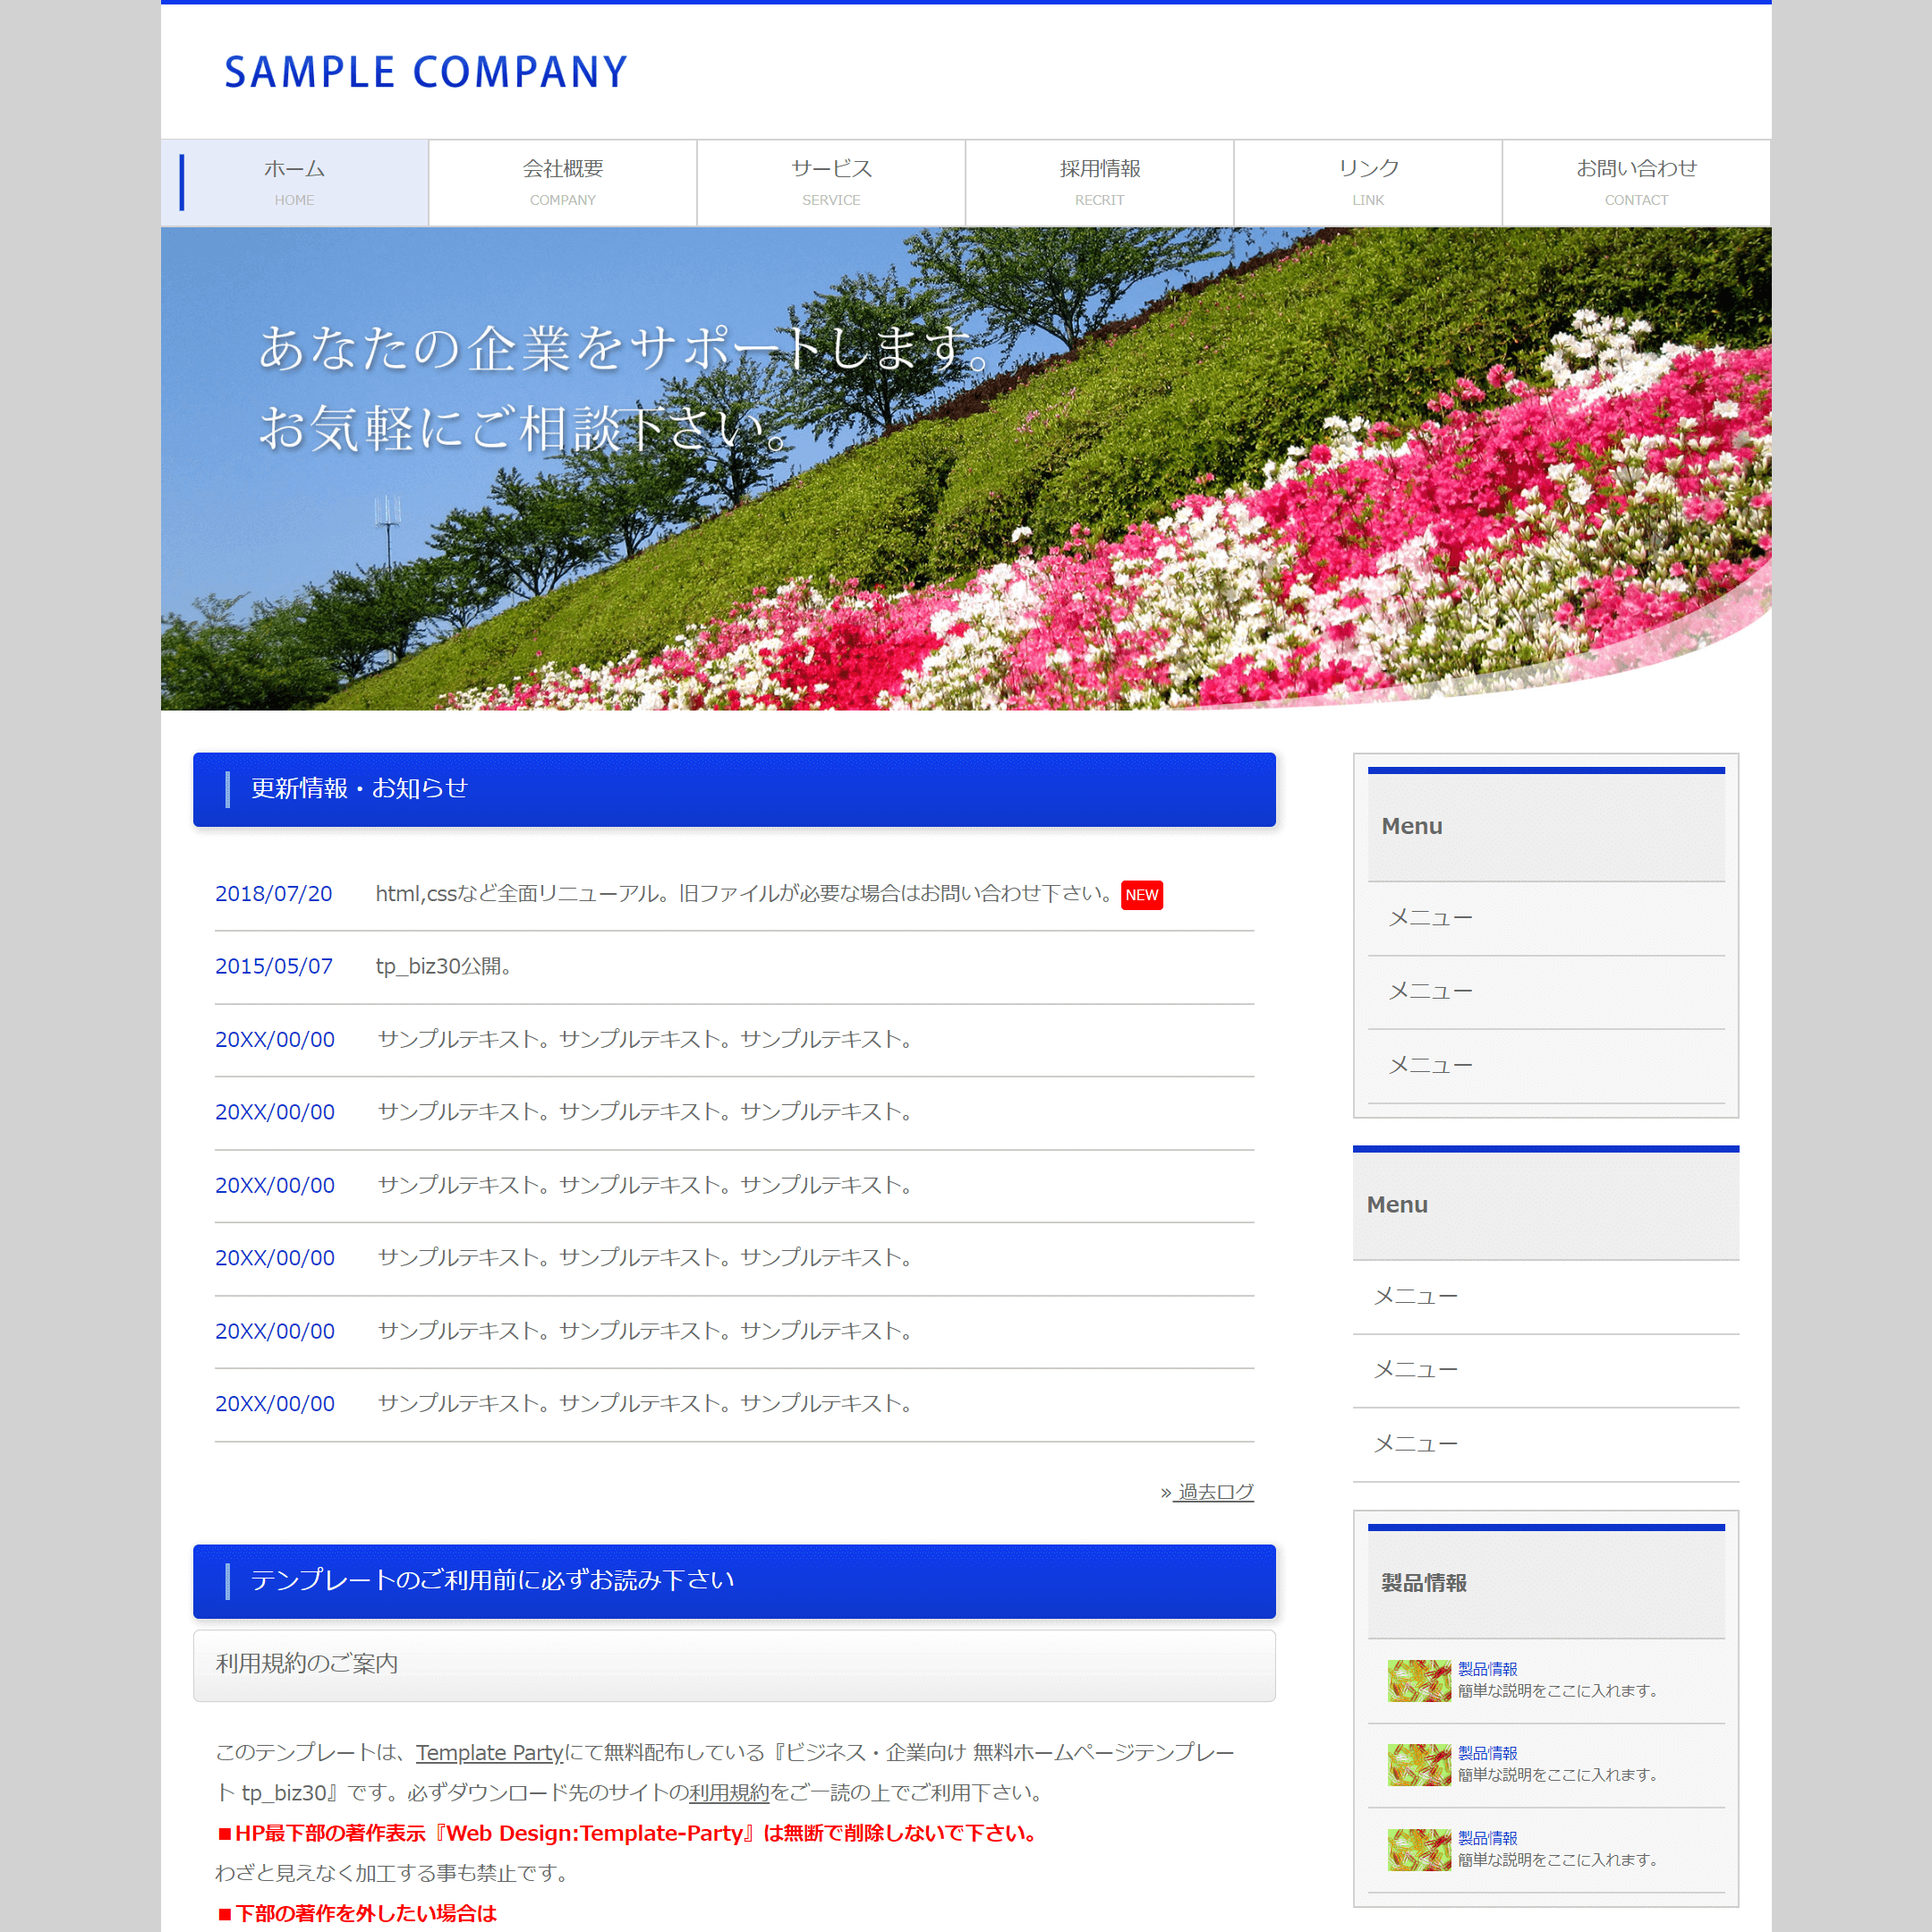 SAMPLE COMPANY
ホーム
HOME
会社概要
COMPANY
サービス
SERVICE
採用情報
RECRIT
リンク
LINK
お問い合わせ
CONTACT
あなたの企業をサポートします。
お気軽にご相談下さい。
更新情報・お知らせ
2018/07/20 html,cssなど全面リニューアル。旧ファイルが必要な場合はお問い合わせ下さい。NEW
2015/05/07 tp_biz30公開。
20XX/00/00 サンプルテキスト。サンプルテキスト。サンプルテキスト。
20XX/00/00 サンプルテキスト。サンプルテキスト。サンプルテキスト。
20XX/00/00 サンプルテキスト。サンプルテキスト。サンプルテキスト。
20XX/00/00 サンプルテキスト。サンプルテキスト。サンプルテキスト。
20XX/00/00 サンプルテキスト。サンプルテキスト。サンプルテキスト。
20XX/00/00 サンプルテキスト。サンプルテキスト。サンプルテキスト。
» 過去ログ
テンプレートのご利用前に必ずお読み下さい
利用規約のご案内
このテンプレートは、Template Partyにて無料配布している『ビジネス・企業向け 無料ホームページテンプレー
ト tp_biz30』です。必ずダウンロード先のサイトの利用規約をご一読の上でご利用下さい。
■HP最下部の著作表示『Web Design:Template-Party』は無断で削除しないで下さい。
わざと見えなく加工する事も禁止です。
■下部の著作を外したい場合は
Menu
メニュー
メニュー
メニュー
Menu
メニュー
メニュー
メニュー
製品情報
製品情報
簡単な説明をここに入れます。
製品情報
簡単な説明をここに入れます。
製品情報
簡単な説明をここに入れます。